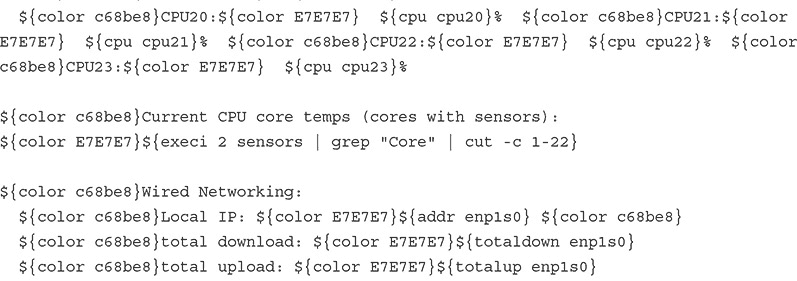 ${color c68be8}CPU20:${color E7E7E7}  ${cpu cpu20}%  ${color c68be8}CPU21:${color
E7E7E7}  ${cpu cpu21}%  ${color c68be8}CPU22:${color E7E7E7}  ${cpu cpu22}%  ${color
c68be8}CPU23:${color E7E7E7}  ${cpu cpu23}%
${color c68be8}Current CPU core temps (cores with sensors):
${color E7E7E7}${execi 2 sensors | grep "Core" | cut -c 1-22}
${color c68be8}Wired Networking:
${color c68be8}Local IP: ${color E7E7E7}${addr enp1s0} ${color c68be8}
${color c68be8}total download: ${color E7E7E7}${totaldown enp1s0}
${color c68be8}total upload: ${color E7E7E7}${totalup enp1s0}